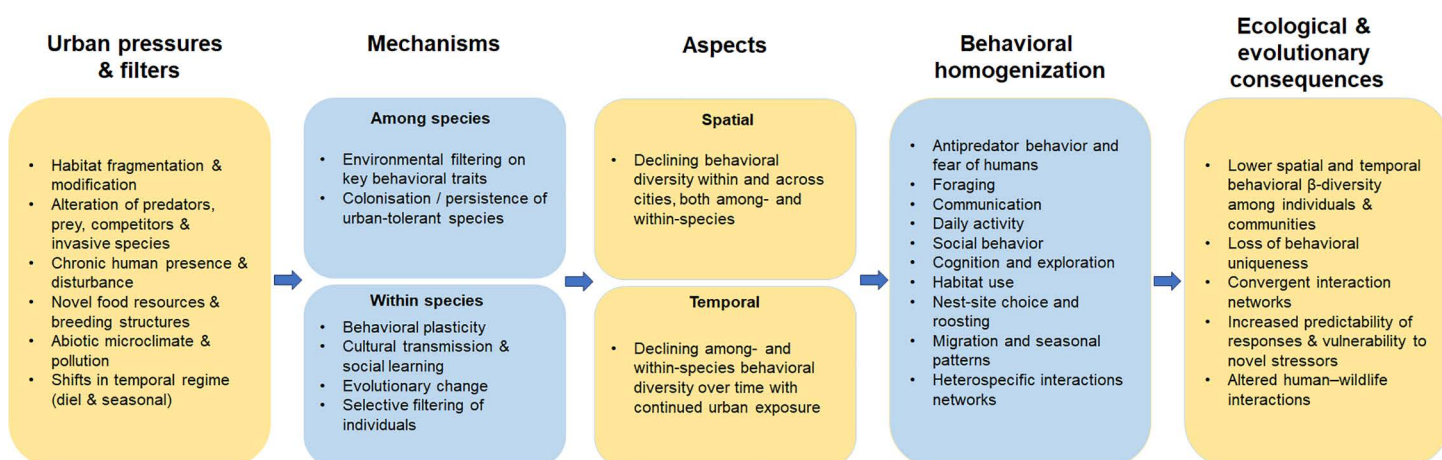 Urban pressures
& filters
• Habitat fragmentation &
modification
• Alteration of predators,
prey, competitors &
invasive species
• Chronic human presence &
disturbance
• Novel food resources &
breeding structures
• Abiotic microclimate &
pollution
• Shifts in temporal regime
(diel & seasonal)
Mechanisms
Among species
• Environmental filtering on
key behavioral traits
• Colonisation / persistence of
urban-tolerant species
Within species
• Behavioral plasticity
• Cultural transmission &
social learning
• Evolutionary change
• Selective filtering of
individuals
Aspects
Spatial
• Declining behavioral
diversity within and across
cities, both among- and
within-species
Temporal
• Declining among- and
within-species behavioral
diversity over time with
continued urban exposure
Behavioral
homogenization
• Antipredator behavior and
fear of humans
• Foraging
• Communication
• Daily activity
• Social behavior
• Cognition and exploration
• Habitat use
• Nest-site choice and
roosting
• Migration and seasonal
patterns
• Heterospecific interactions
networks
Ecological &
evolutionary
consequences
• Lower spatial and temporal
behavioral β-diversity
among individuals &
communities
• Loss of behavioral
uniqueness
• Convergent interaction
networks
• Increased predictability of
responses & vulnerability to
novel stressors
• Altered human–wildlife
interactions